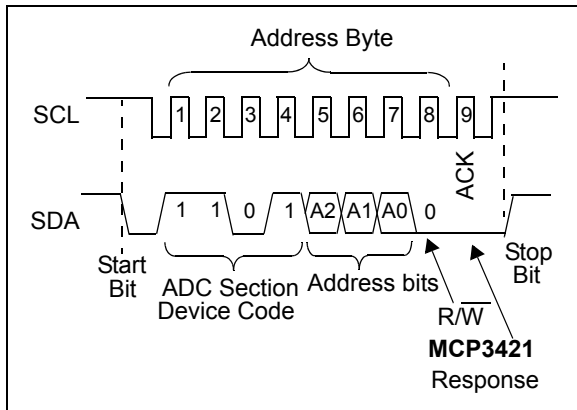 Address Byte
SCL 1 2 3 4 5 6 7 8 9
ACK
SDA 1 1 0 1 A2 A1 A0 0
Start Bit
ADC Section
Device Code
Address bits
Stop Bit
R/W̅
MCP3421
Response